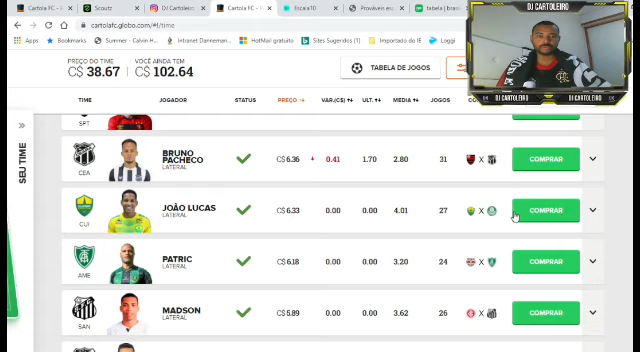 Cartola FC - F
Scoutz
Instagram DJ Cartoleiro
Cartola FC - F
Escala10
Prováveis esc
tabela | brasil
DJ CARTOLEIRO
cartolafc.globo.com/#!/time
Apps
Bookmarks
Summer - Calvin H...
Intranet Danneman...
HotMail gratuito
Sites Sugeridos (1)
Importado do IE
Loggi
PREÇO DO TIME
C$ 38.67
VOCÊ AINDA TEM
C$ 102.64
TABELA DE JOGOS
DJ CARTOLEIRO
DJ CARTOLEIRO
TIME
JOGADOR
STATUS
PREÇO
VAR.(C$)
ULT.
MÉDIA
JOGOS
SPT
SEU TIME
CEA
BRUNO PACHECO
LATERAL
C$ 6.36
0.41
1.70
2.80
31
X
COMPRAR
CUI
JOÃO LUCAS
LATERAL
C$ 6.33
0.00
0.00
4.01
27
X
COMPRAR
AME
PATRIC
LATERAL
C$ 6.18
0.00
0.00
3.20
24
X
COMPRAR
SAN
MADSON
LATERAL
C$ 5.89
0.00
0.00
3.62
26
X
COMPRAR